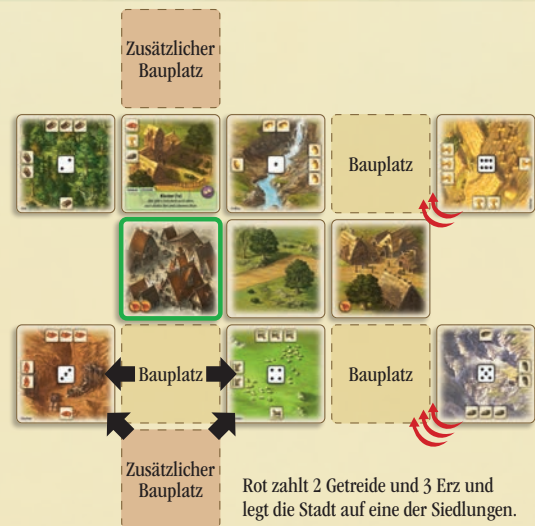 Zusätzlicher
Bauplatz
Bauplatz
Bauplatz
Bauplatz
Zusätzlicher
Bauplatz
Rot zahlt 2 Getreide und 3 Erz und
legt die Stadt auf eine der Siedlungen.